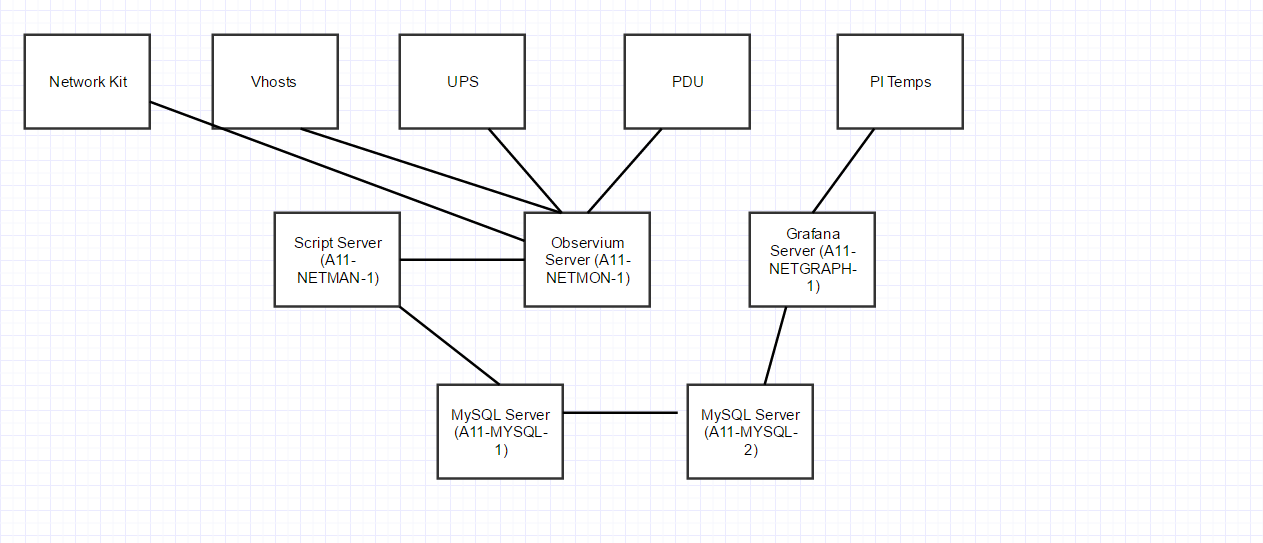 Network Kit
Vhosts
UPS
PDU
PI Temps
Script Server
(A11-
NETMAN-1)
Observium
Server (A11-
NETMON-1)
Grafana
Server (A11-
NETGRAPH-
1)
MySQL Server
(A11-MYSQL-
1)
MySQL Server
(A11-MYSQL-
2)